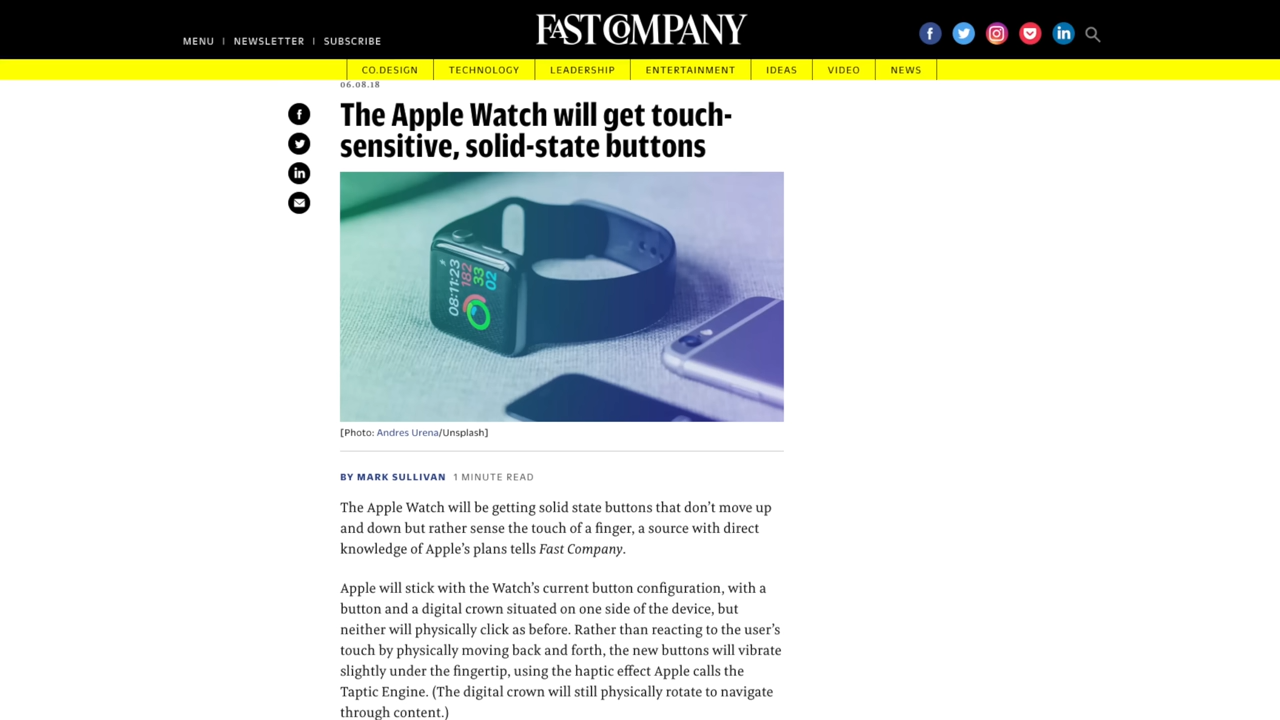 MENU | NEWSLETTER | SUBSCRIBE
FAST COMPANY
CO.DESIGN TECHNOLOGY LEADERSHIP ENTERTAINMENT IDEAS VIDEO NEWS
06.08.18
The Apple Watch will get touch-
sensitive, solid-state buttons
08:11:23
182
33
02
[Photo: Andres Urena/Unsplash]
BY MARK SULLIVAN 1 MINUTE READ
The Apple Watch will be getting solid state buttons that don’t move up
and down but rather sense the touch of a finger, a source with direct
knowledge of Apple’s plans tells Fast Company.
Apple will stick with the Watch’s current button configuration, with a
button and a digital crown situated on one side of the device, but
neither will physically click as before. Rather than reacting to the user’s
touch by physically moving back and forth, the new buttons will vibrate
slightly under the fingertip, using the haptic effect Apple calls the
Taptic Engine. (The digital crown will still physically rotate to navigate
through content.)